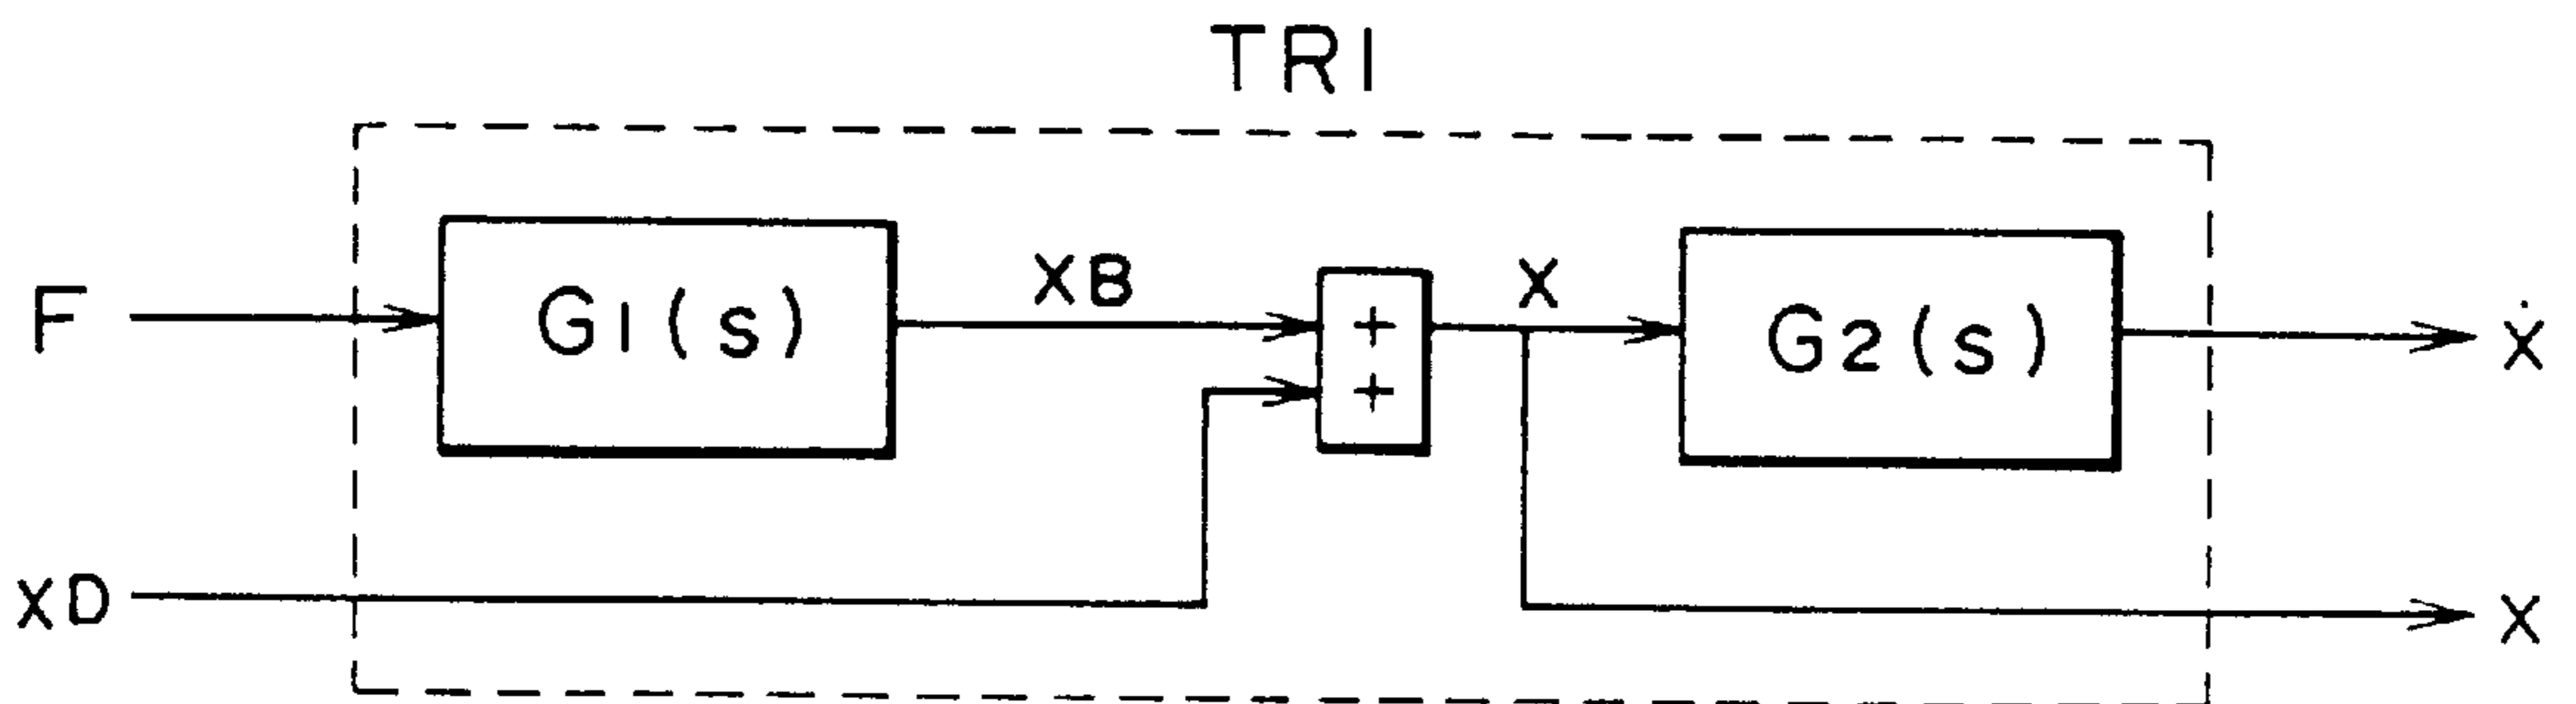 TR1
F
G1(s)
XB
+
+
X
G2(s)
Ẋ
XD
X